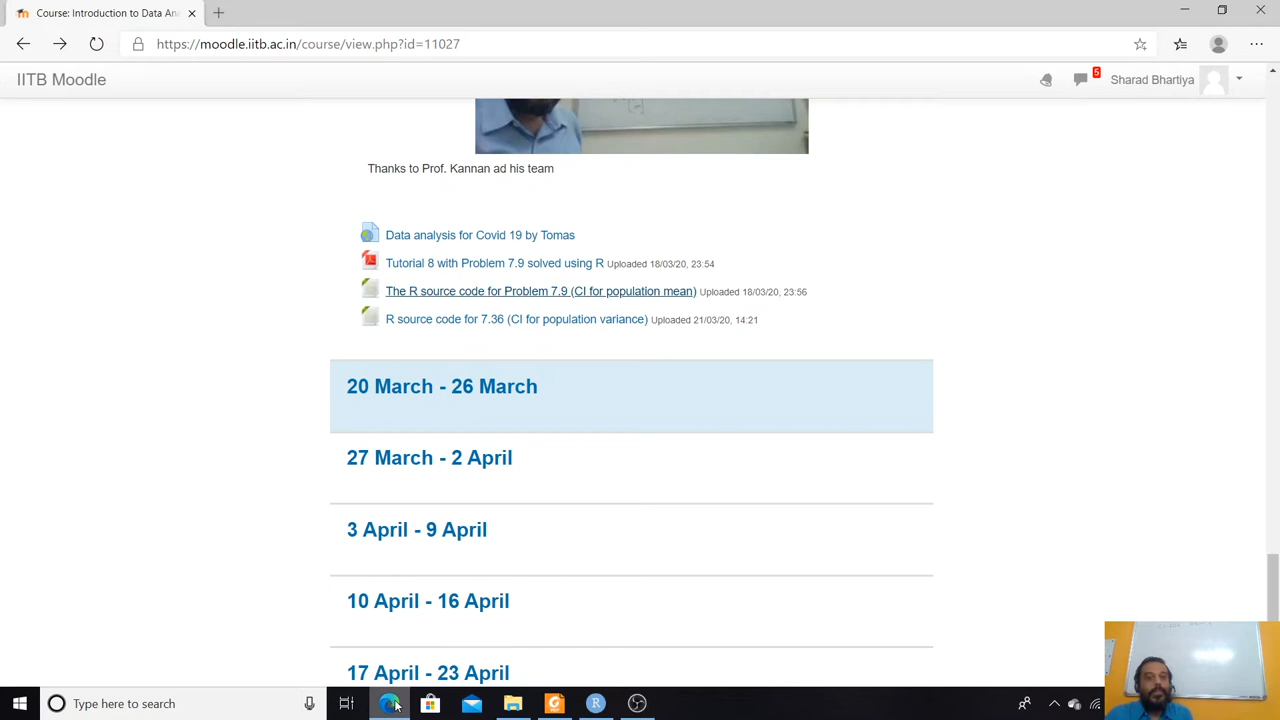 Course: Introduction to Data An
https://moodle.iitb.ac.in/course/view.php?id=11027
IITB Moodle
5
Sharad Bhartiya
Thanks to Prof. Kannan ad his team
Data analysis for Covid 19 by Tomas
Tutorial 8 with Problem 7.9 solved using R Uploaded 18/03/20, 23:54
The R source code for Problem 7.9 (CI for population mean) Uploaded 18/03/20, 23:56
R source code for 7.36 (CI for population variance) Uploaded 21/03/20, 14:21
20 March - 26 March
27 March - 2 April
3 April - 9 April
10 April - 16 April
17 April - 23 April
Type here to search